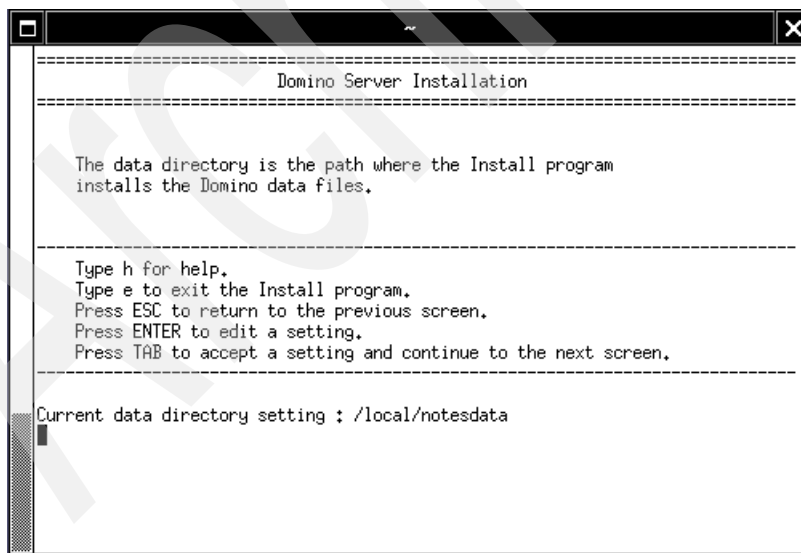 ~
================================================================================
Domino Server Installation
================================================================================
The data directory is the path where the Install program
installs the Domino data files.
--------------------------------------------------------------------------------
Type h for help.
Type e to exit the Install program.
Press ESC to return to the previous screen.
Press ENTER to edit a setting.
Press TAB to accept a setting and continue to the next screen.
--------------------------------------------------------------------------------
Current data directory setting : /local/notesdata